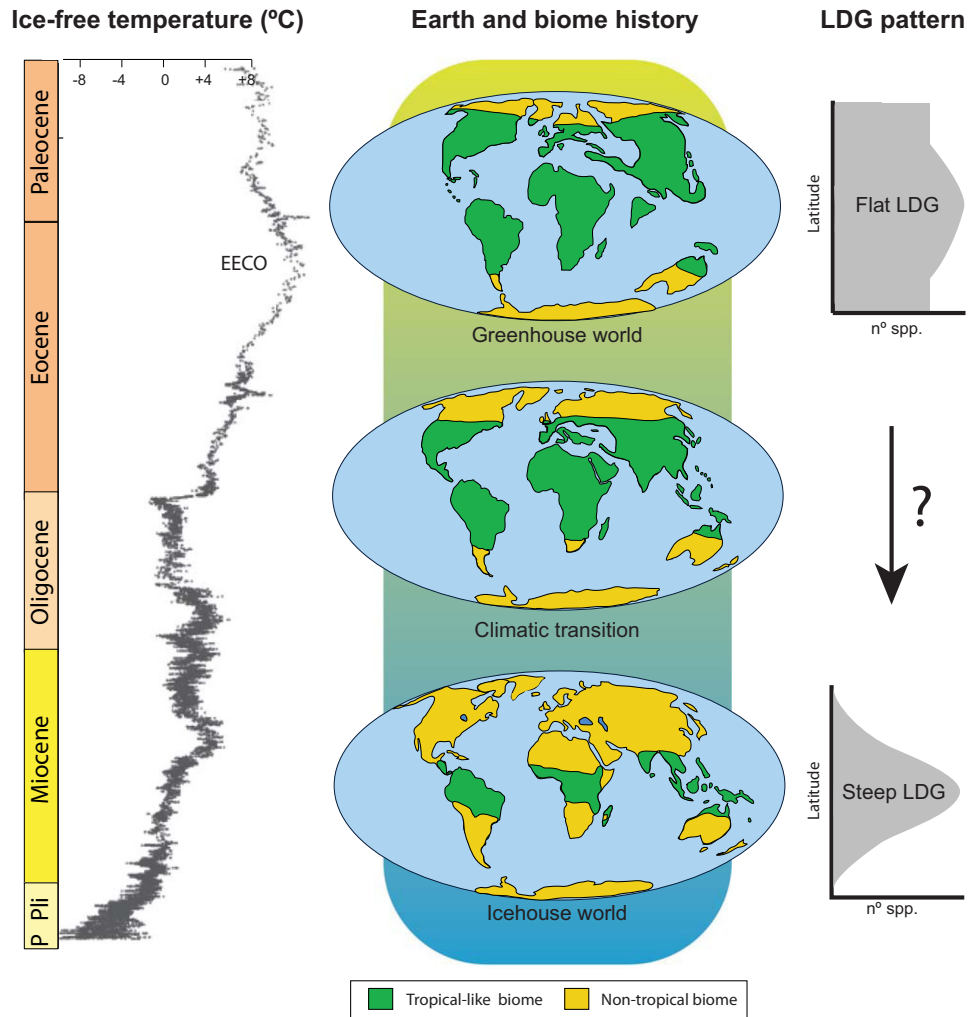 Ice-free temperature (ºC)
Earth and biome history
LDG pattern
-8 -4 0 +4 +8
Paleocene
Eocene
Oligocene
Miocene
Pli
P
EECO
Greenhouse world
Climatic transition
Icehouse world
Latitude
Flat LDG
nº spp.
?
Latitude
Steep LDG
nº spp.
Tropical-like biome
Non-tropical biome